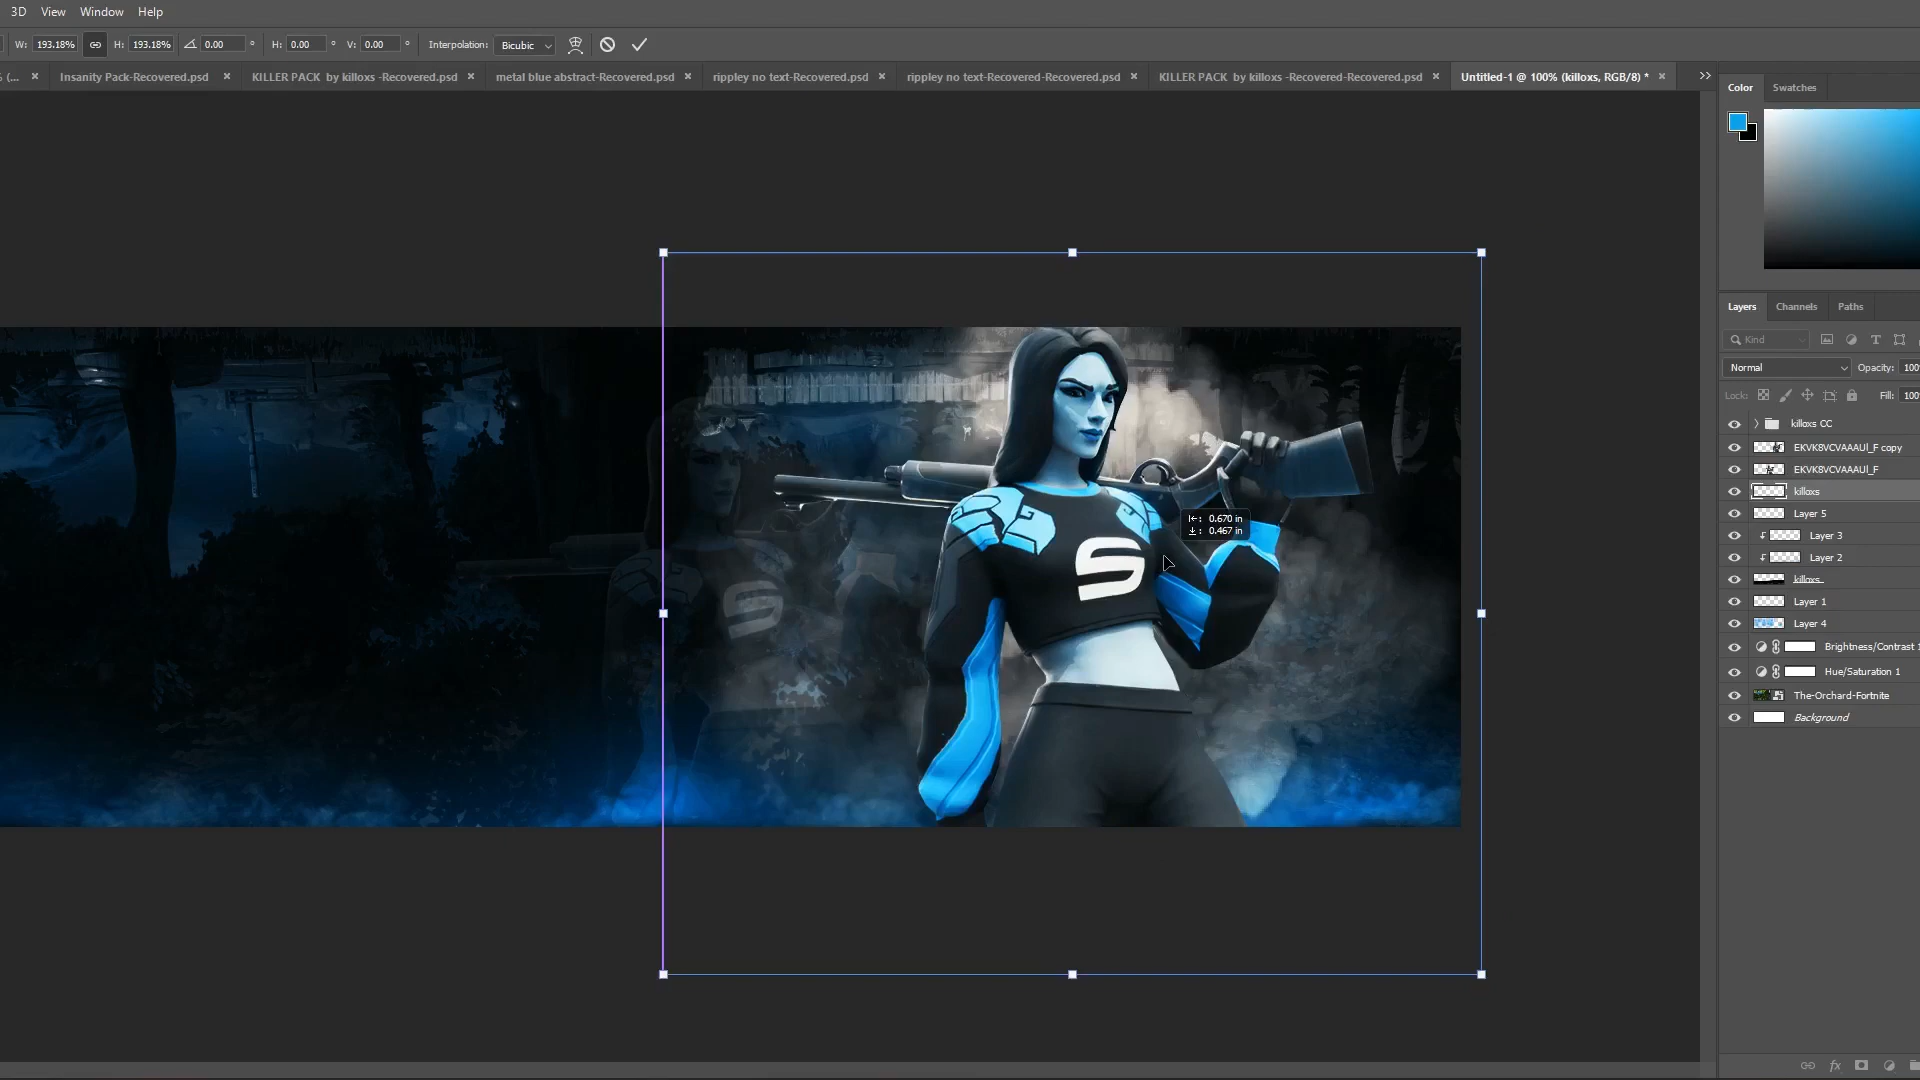 3D View Window Help
W: 193.18% H: 193.18% 0.00 ° H: 0.00 ° V: 0.00 ° Interpolation: Bicubic
(... × Insanity Pack-Recovered.psd × KILLER PACK by killoxs -Recovered.psd × metal blue abstract-Recovered.psd × rippley no text-Recovered.psd × rippley no text-Recovered-Recovered.psd × KILLER PACK by killoxs -Recovered-Recovered.psd × Untitled-1 @ 100% (killoxs, RGB/8) * ×
Color Swatches
Layers Channels Paths
Kind
Normal Opacity: 100%
Lock: Fill: 100%
killoxs CC
EKVK8VCVAAAUl_F copy
EKVK8VCVAAAUl_F
killoxs
Layer 5
Layer 3
Layer 2
killoxs
Layer 1
Layer 4
Brightness/Contrast 1
Hue/Saturation 1
The-Orchard-Fortnite
Background
S
S
0.670 in
0.467 in
fx